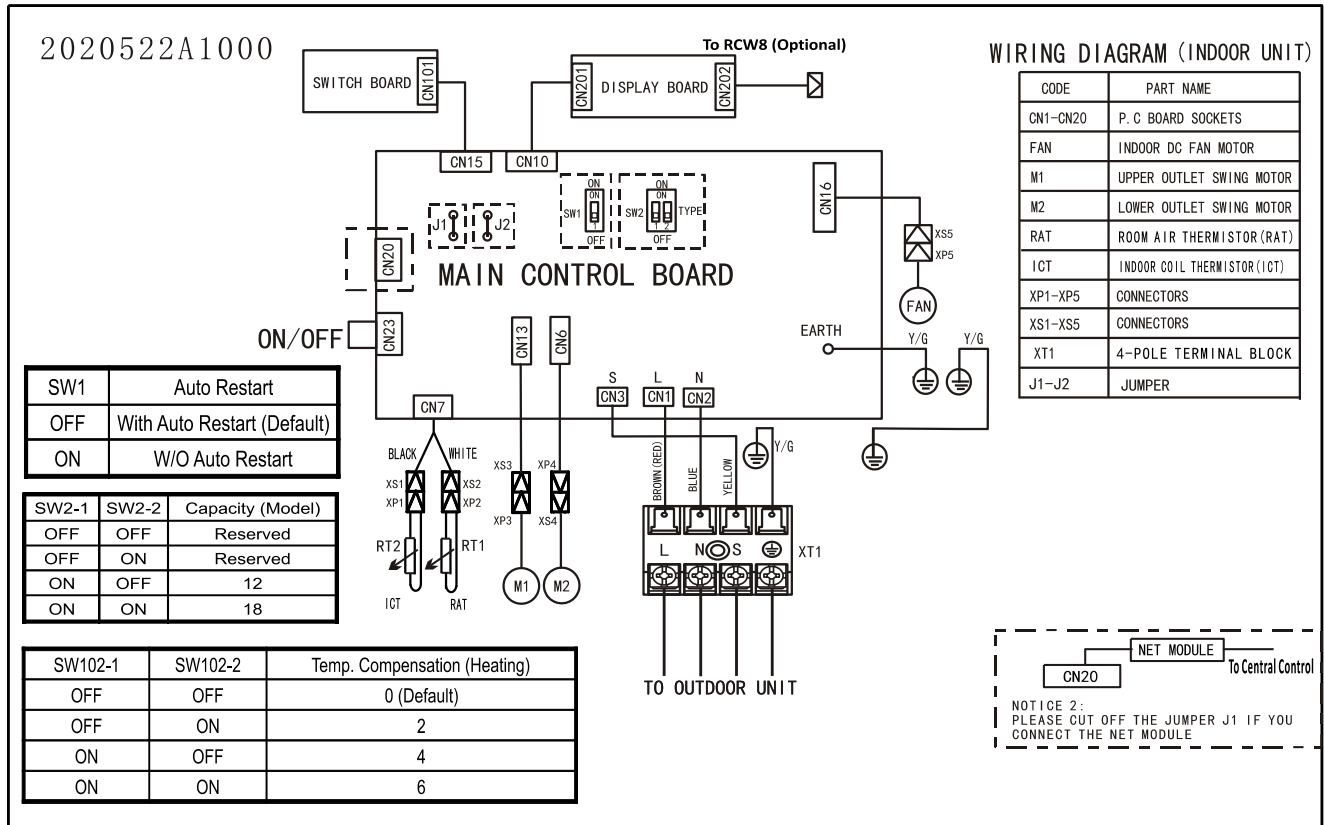 2020522A1000
To RCW8 (Optional)
WIRING DIAGRAM (INDOOR UNIT)
SWITCH BOARD
CN101
CN201
DISPLAY BOARD
CN202
CODE PART NAME
CN1-CN20 P.C BOARD SOCKETS
FAN INDOOR DC FAN MOTOR
M1 UPPER OUTLET SWING MOTOR
M2 LOWER OUTLET SWING MOTOR
RAT ROOM AIR THERMISTOR(RAT)
ICT INDOOR COIL THERMISTOR(ICT)
XP1-XP5 CONNECTORS
XS1-XS5 CONNECTORS
XT1 4-POLE TERMINAL BLOCK
J1-J2 JUMPER
CN15
CN10
CN16
ON
ON
SW1
1
OFF
ON
ON
SW2
TYPE
1 2
OFF
J1
J2
XS5
XP5
FAN
CN20
MAIN CONTROL BOARD
ON/OFF
CN23
CN13
CN6
EARTH
Y/G
Y/G
S
L
N
CN3
CN1
CN2
CN7
SW1 Auto Restart
OFF With Auto Restart (Default)
ON W/O Auto Restart
BLACK
WHITE
XS1
XP1
XS2
XP2
XS3
XP3
XP4
XS4
BROWN(RED)
BLUE
YELLOW
Y/G
SW2-1 SW2-2 Capacity (Model)
OFF OFF Reserved
OFF ON Reserved
ON OFF 12
ON ON 18
RT2
RT1
ICT
RAT
M1
M2
L
N
S
XT1
TO OUTDOOR UNIT
SW102-1 SW102-2 Temp. Compensation (Heating)
OFF OFF 0 (Default)
OFF ON 2
ON OFF 4
ON ON 6
NET MODULE
CN20
To Central Control
NOTICE 2:
PLEASE CUT OFF THE JUMPER J1 IF YOU
CONNECT THE NET MODULE